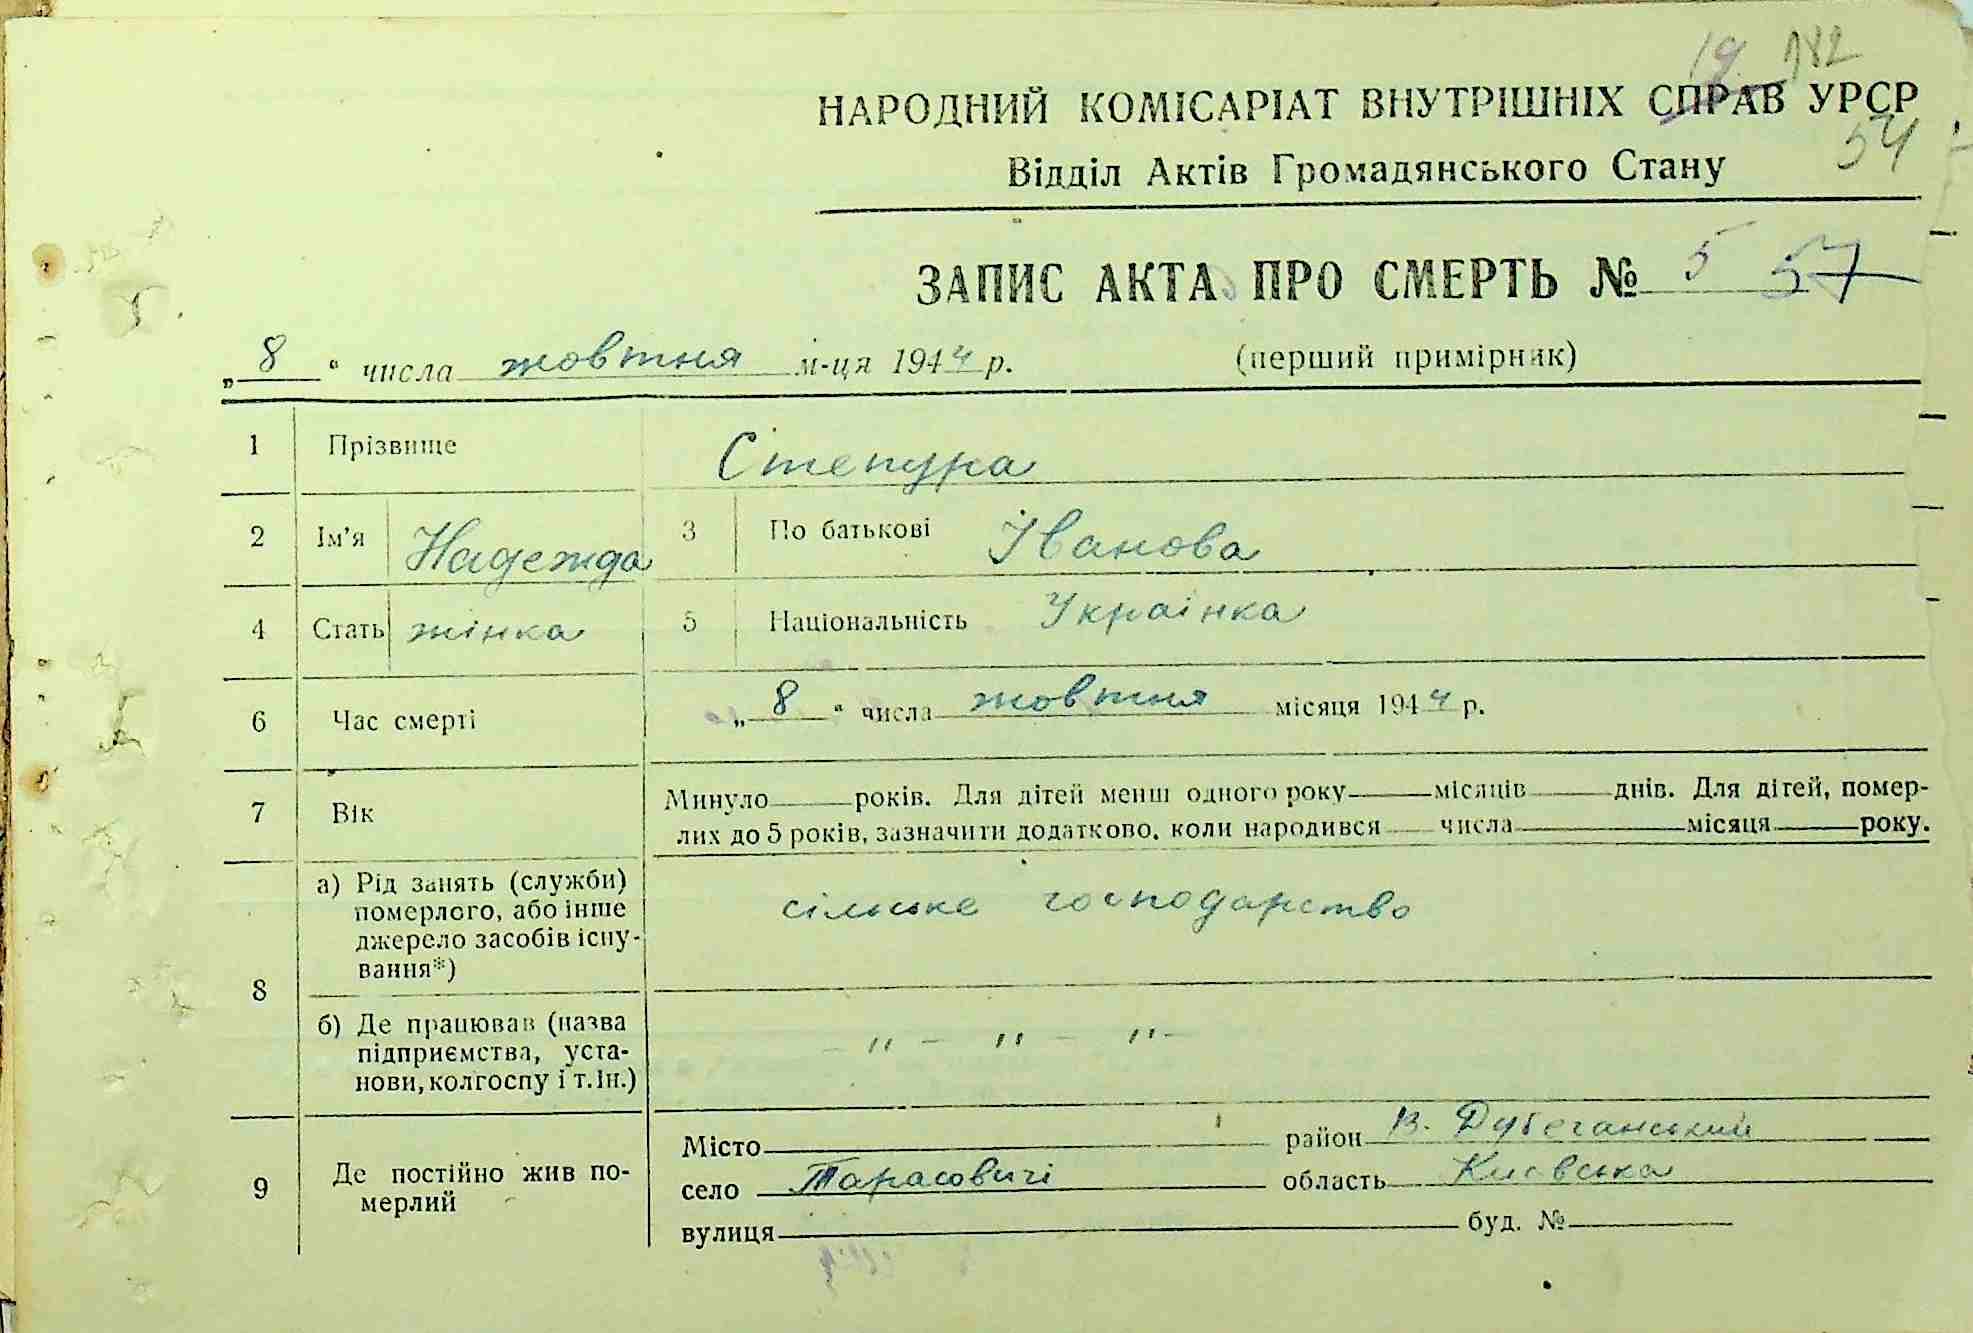 19. 182
НАРОДНИЙ КОМІСАРІАТ ВНУТРІШНІХ СПРАВ УРСР
54
Відділ Актів Громадянського Стану
ЗАПИС АКТА ПРО СМЕРТЬ № 5 57
„8“ числа жовтня м-ця 1944 р. (перший примірник)
1 Прізвище Степура
2 Ім’я Надежда 3 По батькові Іванова
4 Стать жінка 5 Національність Українка
6 Час смерті „8“ числа жовтня місяця 1944 р.
7 Вік Минуло років. Для дітей менш одного року місяців днів. Для дітей, помер-
лих до 5 років, зазначити додатково, коли народився числа місяця року.
8 а) Рід занять (служби)
померлого, або інше
джерело засобів існу-
вання*) сільське господарство
б) Де працював (назва
підприємства, уста-
нови, колгоспу і т. ін.) – " – " – " –
9 Де постійно жив по-
мерлий
Місто район В. Дубечанський
село Тарасовичі область Київська
вулиця буд. №